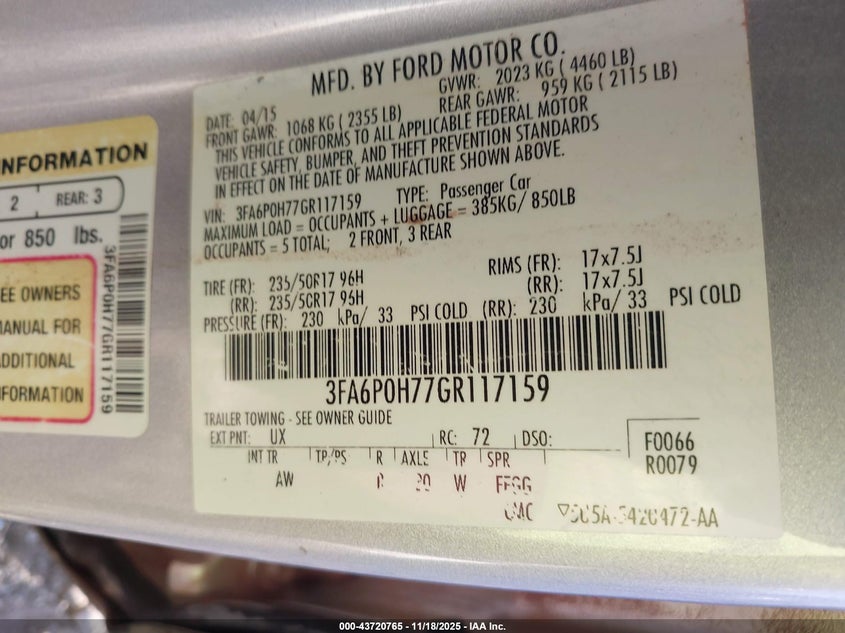 INFORMATION
2 REAR: 3
or 850 lbs.
SEE OWNERS
MANUAL FOR
ADDITIONAL
INFORMATION
3FA6P0H77GR117159
MFD. BY FORD MOTOR CO.
DATE: 04/15 GVWR: 2023 KG ( 4460 LB)
FRONT GAWR: 1068 KG ( 2355 LB) REAR GAWR: 959 KG ( 2115 LB)
THIS VEHICLE CONFORMS TO ALL APPLICABLE FEDERAL MOTOR
VEHICLE SAFETY, BUMPER, AND THEFT PREVENTION STANDARDS
IN EFFECT ON THE DATE OF MANUFACTURE SHOWN ABOVE.
VIN: 3FA6P0H77GR117159 TYPE: Passenger Car
MAXIMUM LOAD = OCCUPANTS + LUGGAGE = 385KG/ 850LB
OCCUPANTS = 5 TOTAL; 2 FRONT, 3 REAR
TIRE (FR): 235/50R17 96H RIMS (FR): 17x7.5J
(RR): 235/50R17 96H (RR): 17x7.5J
PRESSURE (FR): 230 kPa/ 33 PSI COLD (RR): 230 kPa/ 33 PSI COLD
3FA6P0H77GR117159
TRAILER TOWING - SEE OWNER GUIDE
EXT PNT: UX RC: 72 DSO: F0066
R0079
INT TR TP/PS R AXLE TR SPR
AW W
000-43720765 - 11/18/2025 - IAA Inc.